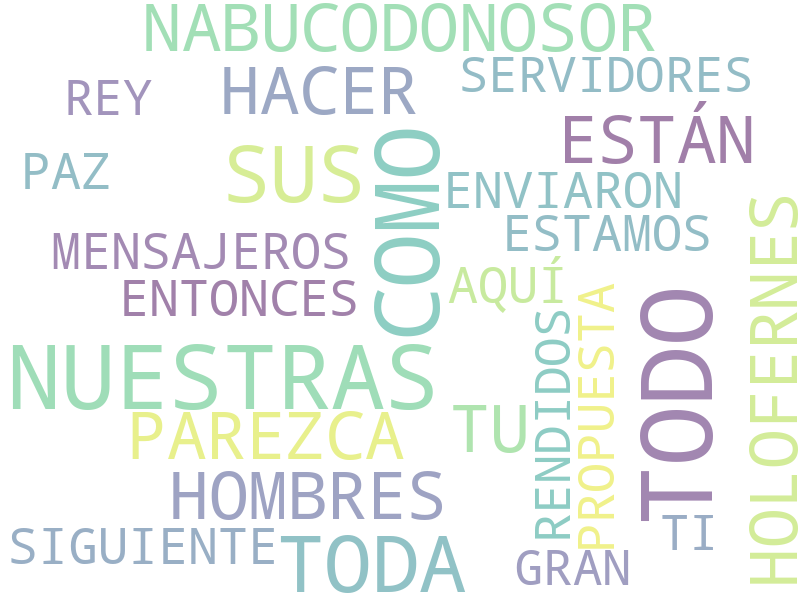 NABUCODONOSOR
SERVIDORES
HACER
REY
ESTÁN
PAZ
SUS
COMO
ENVIARON
ESTAMOS
HOLOFERNES
MENSAJEROS
AQUÍ
ENTONCES
TODO
PROPUESTA
RENDIDOS
NUESTRAS
PAREZCA
TU
HOMBRES
TI
SIGUIENTE
TODA
GRAN